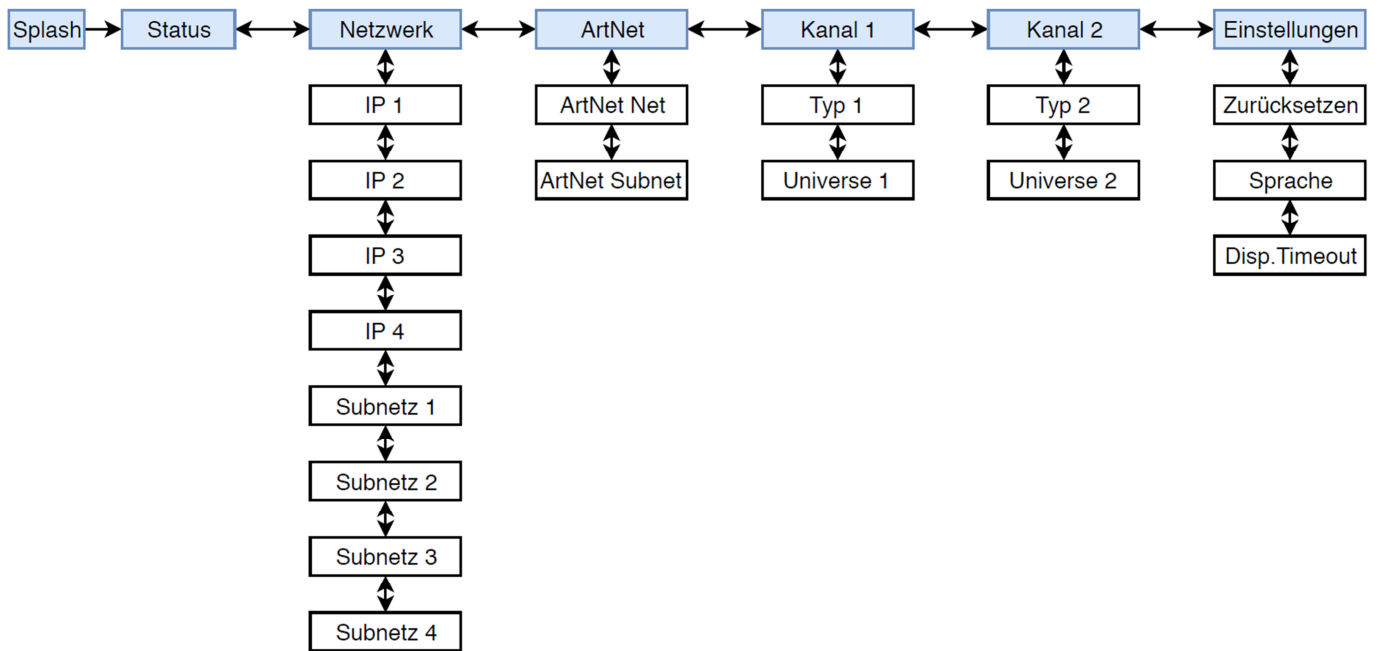 Splash
Status
Netzwerk
ArtNet
Kanal 1
Kanal 2
Einstellungen
IP 1
ArtNet Net
Typ 1
Typ 2
Zurücksetzen
IP 2
ArtNet Subnet
Universe 1
Universe 2
Sprache
IP 3
Disp.Timeout
IP 4
Subnetz 1
Subnetz 2
Subnetz 3
Subnetz 4